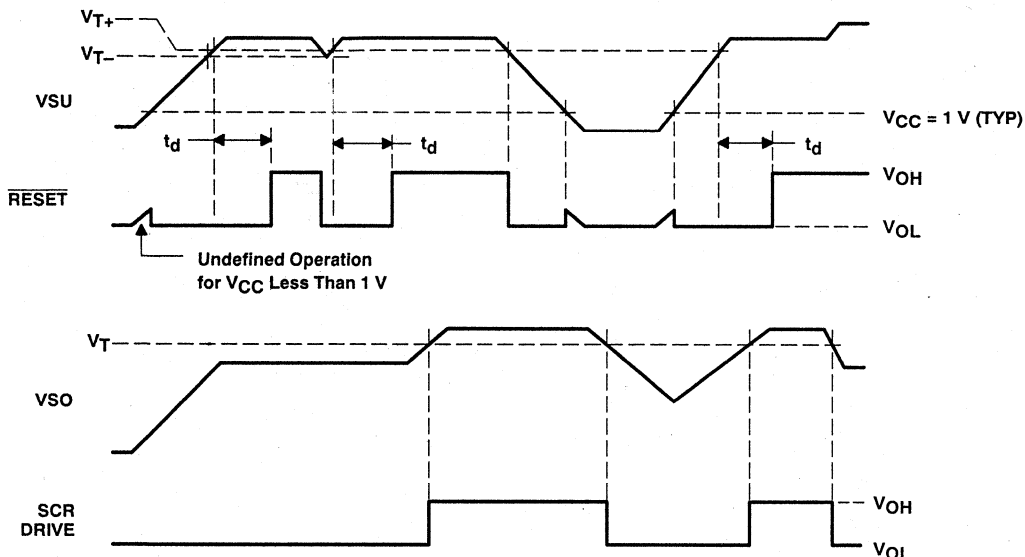 VT+
VT–
VSU
VCC = 1 V (TYP)
td
td
td
RESET
VOH
VOL
Undefined Operation
for VCC Less Than 1 V
VT
VSO
SCR
DRIVE
VOH
VOL